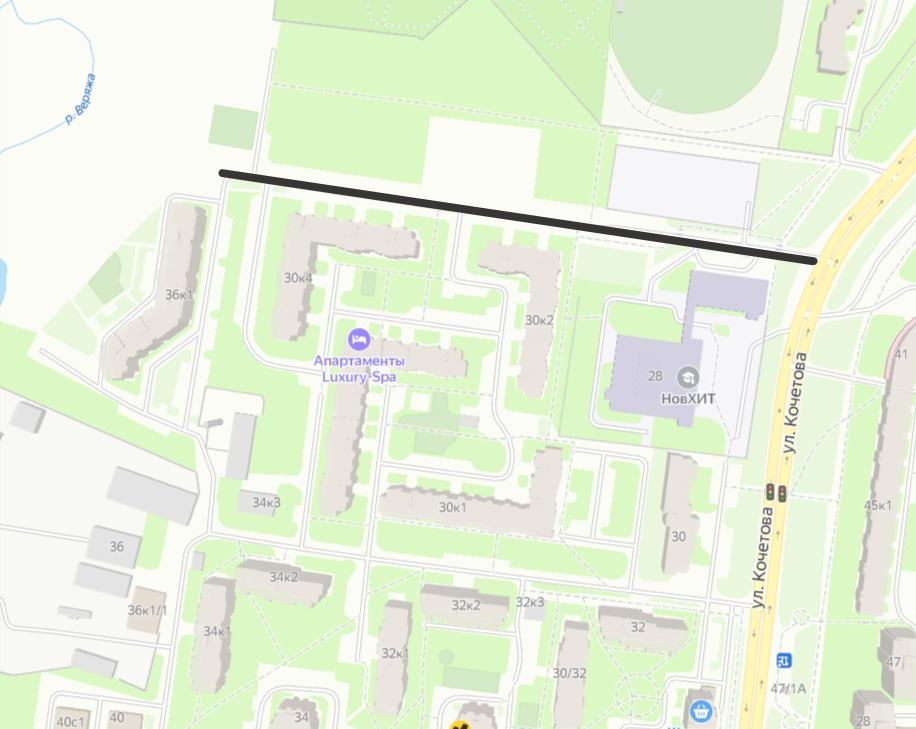 р. Веряжа
36к1
30к4
30к2
Апартаменты
Luxury Spa
28
НовХИТ
41
ул. Кочетова
34к3
30к1
30
45к1
ул. Кочетова
36
34к2
36к1/1
32к2
32к3
34к1
32к1
32
30/32
47
47/1А
40с1
40
34
28